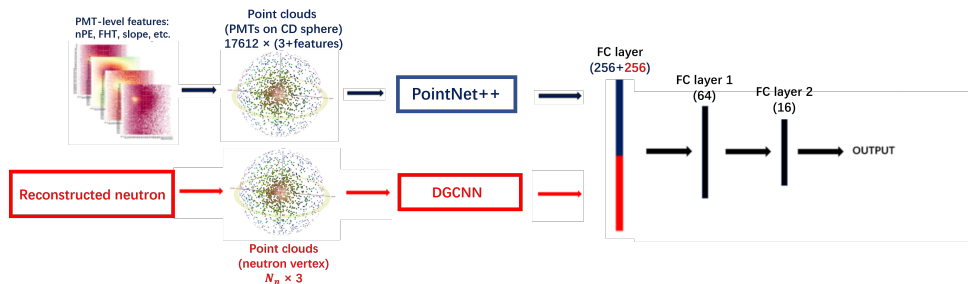 PMT-level features:
nPE, FHT, slope, etc.
Point clouds
(PMTs on CD sphere)
17612 × (3+features)
PointNet++
FC layer
(256+256)
FC layer 1
(64)
FC layer 2
(16)
OUTPUT
Reconstructed neutron
DGCNN
Point clouds
(neutron vertex)
Nₙ × 3